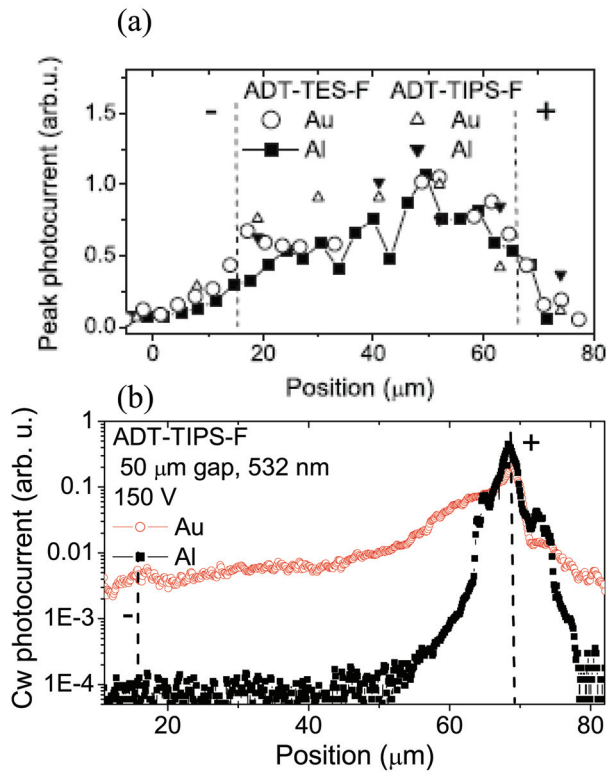 (a)
Peak photocurrent (arb.u.)
1.5
1.0
0.5
0.0
- ADT-TES-F ADT-TIPS-F +
Au Au
Al Al
0 20 40 60 80
Position (μm)
(b)
Cw photocurrent (arb. u.)
1
0.1
0.01
1E-3
1E-4
ADT-TIPS-F
50 μm gap, 532 nm
150 V
Au
Al
+
-
20 40 60 80
Position (μm)